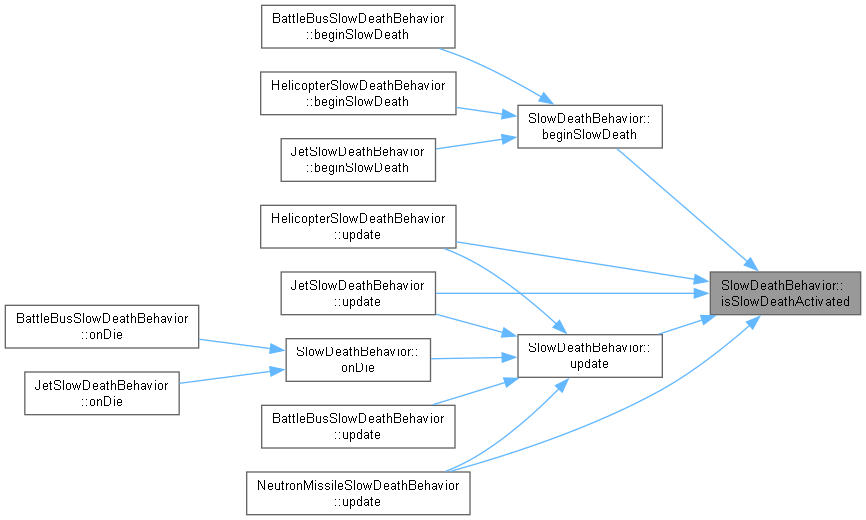 BattleBusSlowDeathBehavior
::beginSlowDeath
HelicopterSlowDeathBehavior
::beginSlowDeath
SlowDeathBehavior::
beginSlowDeath
JetSlowDeathBehavior
::beginSlowDeath
HelicopterSlowDeathBehavior
::update
JetSlowDeathBehavior
::update
SlowDeathBehavior::
isSlowDeathActivated
BattleBusSlowDeathBehavior
::onDie
SlowDeathBehavior::
onDie
SlowDeathBehavior::
update
JetSlowDeathBehavior
::onDie
BattleBusSlowDeathBehavior
::update
NeutronMissileSlowDeathBehavior
::update